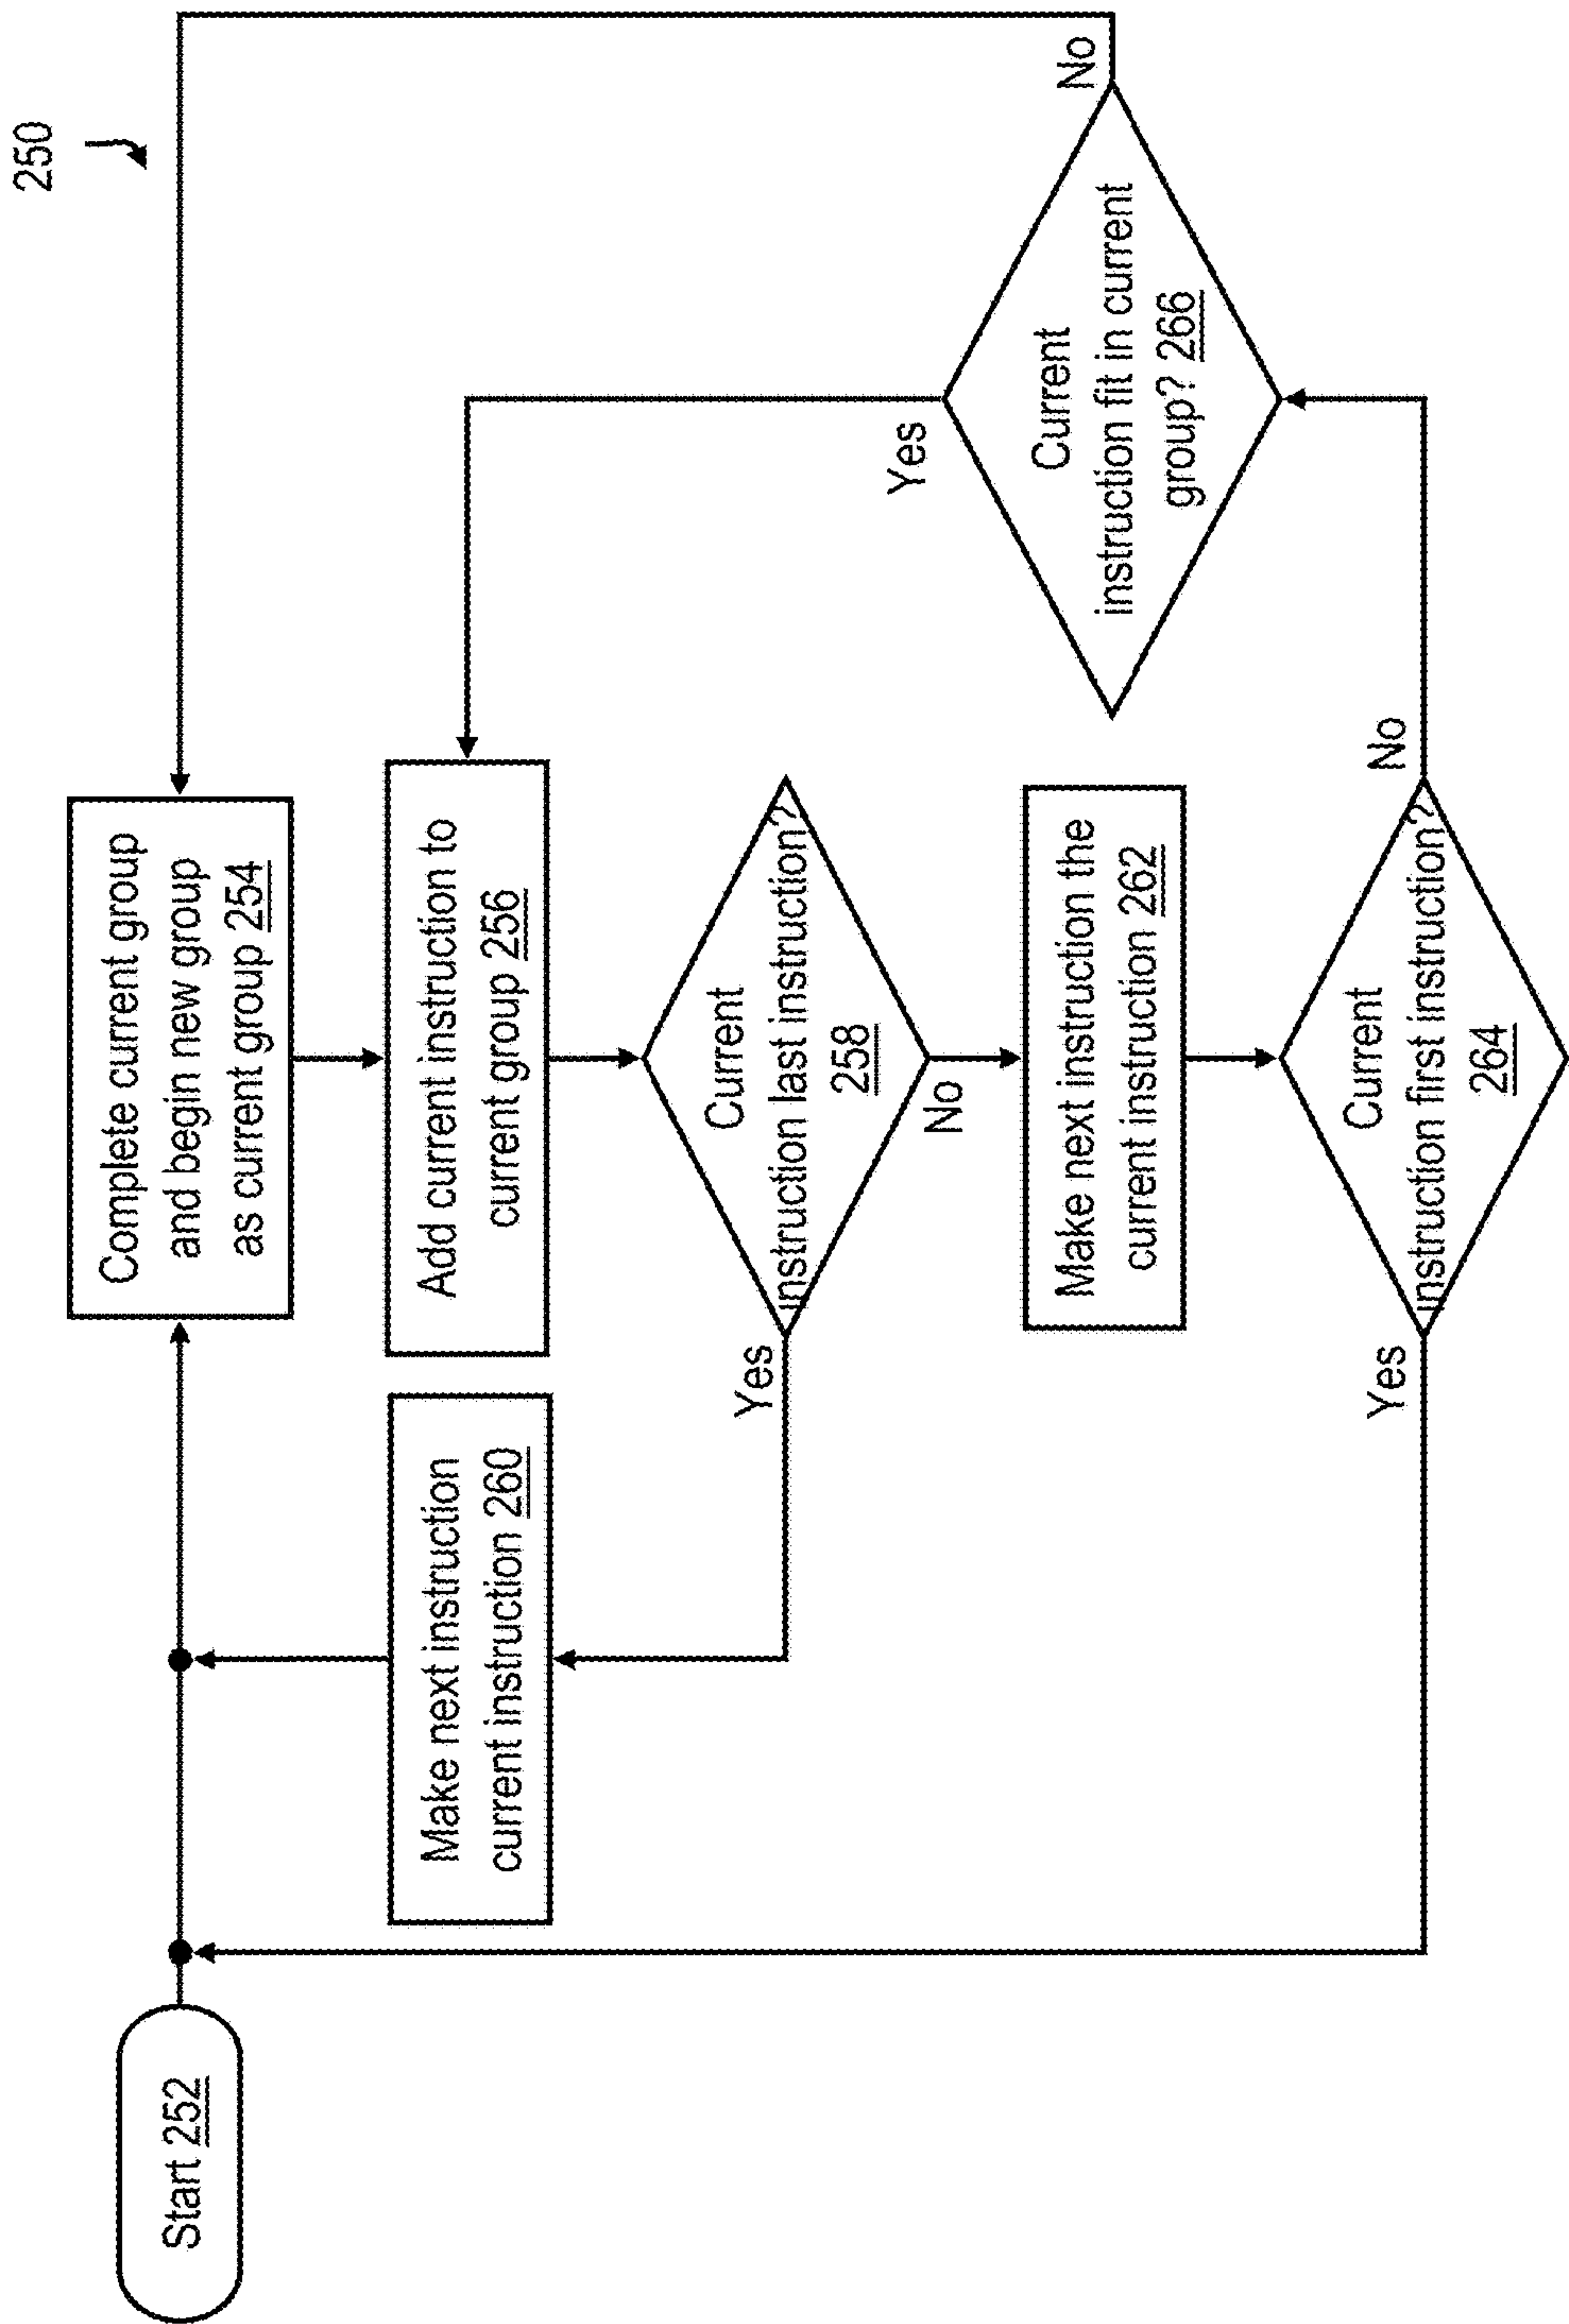 250
Start 252
Complete current group
and begin new group
as current group 254
Make next instruction
current instruction 260
Add current instruction to
current group 256
Yes
Current
instruction last instruction?
258
No
Make next instruction the
current instruction 262
Yes
Current
instruction first instruction?
264
No
Yes
Current
instruction fit in current
group? 266
No